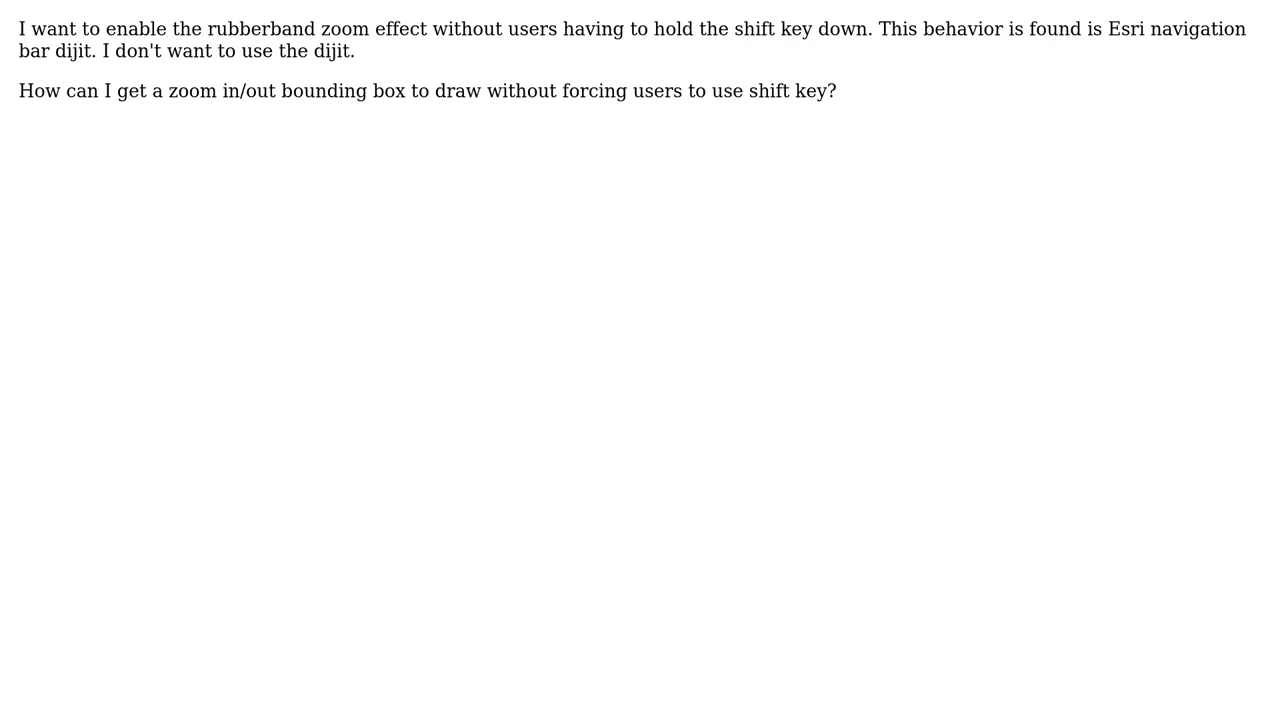 I want to enable the rubberband zoom effect without users having to hold the shift key down. This behavior is found is Esri navigation
bar dijit. I don't want to use the dijit.
How can I get a zoom in/out bounding box to draw without forcing users to use shift key?